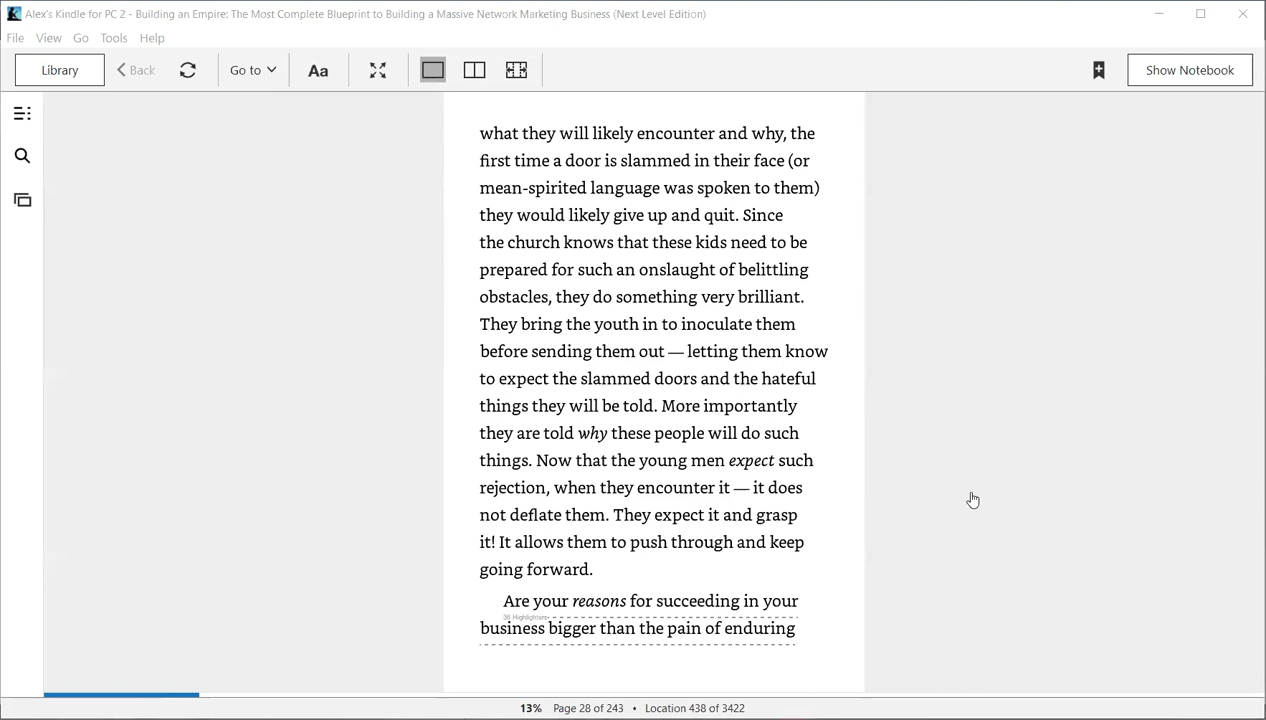 Alex's Kindle for PC 2 - Building an Empire: The Most Complete Blueprint to Building a Massive Network Marketing Business (Next Level Edition)
File View Go Tools Help
Library Back Go to Aa Show Notebook
what they will likely encounter and why, the
first time a door is slammed in their face (or
mean-spirited language was spoken to them)
they would likely give up and quit. Since
the church knows that these kids need to be
prepared for such an onslaught of belittling
obstacles, they do something very brilliant.
They bring the youth in to inoculate them
before sending them out — letting them know
to expect the slammed doors and the hateful
things they will be told. More importantly
they are told why these people will do such
things. Now that the young men expect such
rejection, when they encounter it — it does
not deflate them. They expect it and grasp
it! It allows them to push through and keep
going forward.
Are your reasons for succeeding in your
36 Highlighters
business bigger than the pain of enduring
13% Page 28 of 243 • Location 438 of 3422